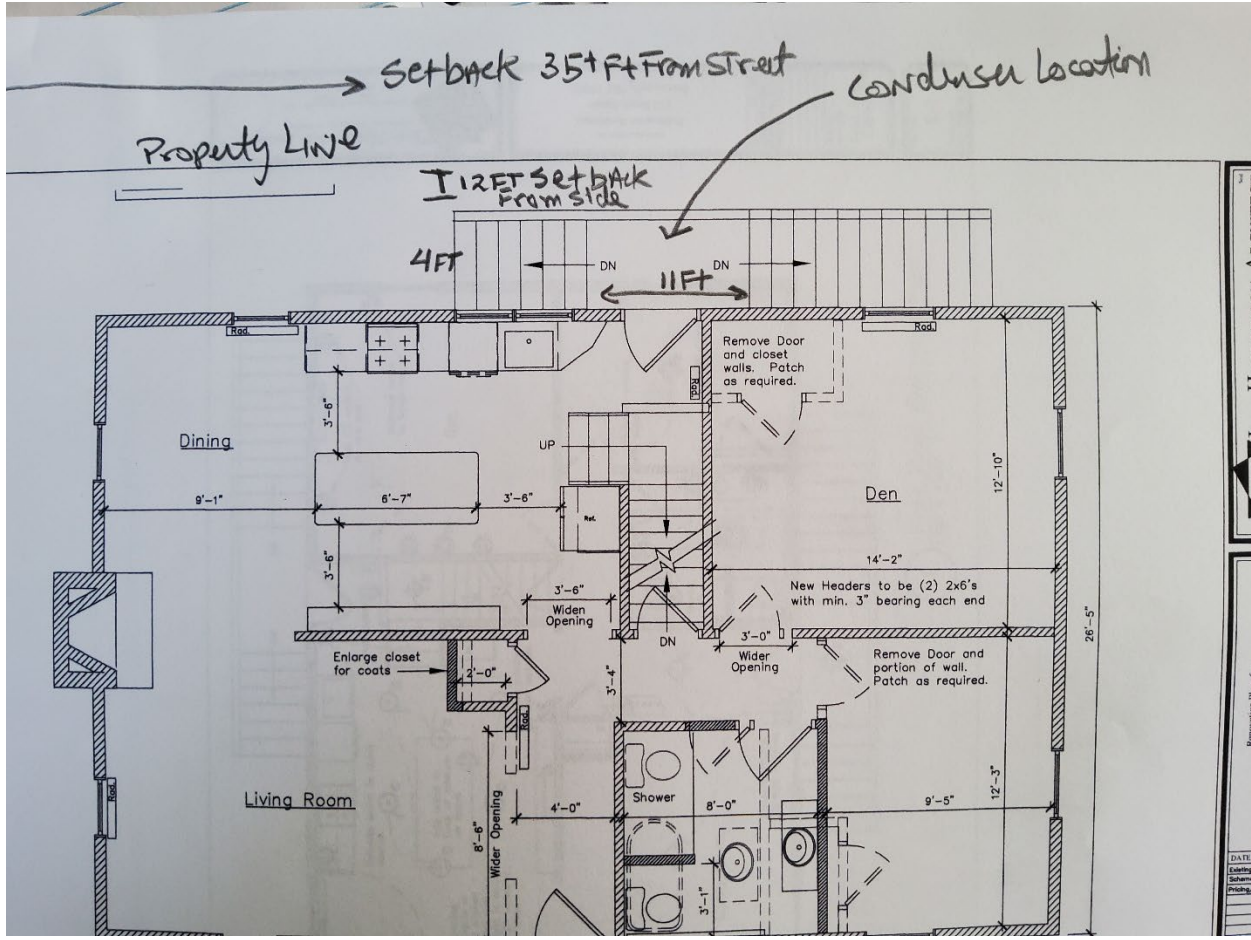 Setback 35+ Ft From Street
Condenser Location
Property Line
12FT Setback
From Side
4FT
DN
DN
11Ft
Rad.
Rad.
Rad.
Remove Door
and closet
walls. Patch
as required.
3'-6"
Dining
UP
Den
12'-10"
9'-1"
6'-7"
3'-6"
Ref.
3'-6"
14'-2"
3'-6"
Widen
Opening
New Headers to be (2) 2x6's
with min. 3" bearing each end
26'-5"
DN
3'-0"
Wider
Opening
Enlarge closet
for coats
2'-0"
3'-4"
Remove Door and
portion of wall.
Patch as required.
Rad.
Rad.
Living Room
8'-6"
Wider Opening
4'-0"
Shower
8'-0"
9'-5"
12'-3"
3'-1"
DATE
Existing
Schem
Pricing